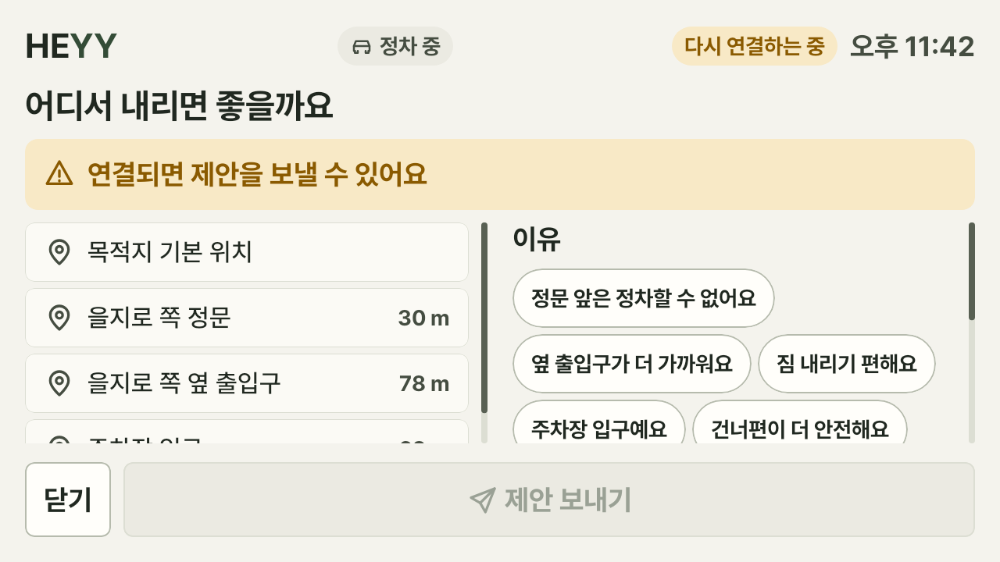 HEYY
정차 중
다시 연결하는 중
오후 11:42
어디서 내리면 좋을까요
연결되면 제안을 보낼 수 있어요
목적지 기본 위치
을지로 쪽 정문
30 m
을지로 쪽 옆 출입구
78 m
이유
정문 앞은 정차할 수 없어요
옆 출입구가 더 가까워요
짐 내리기 편해요
주차장 입구예요
건너편이 더 안전해요
닫기
제안 보내기